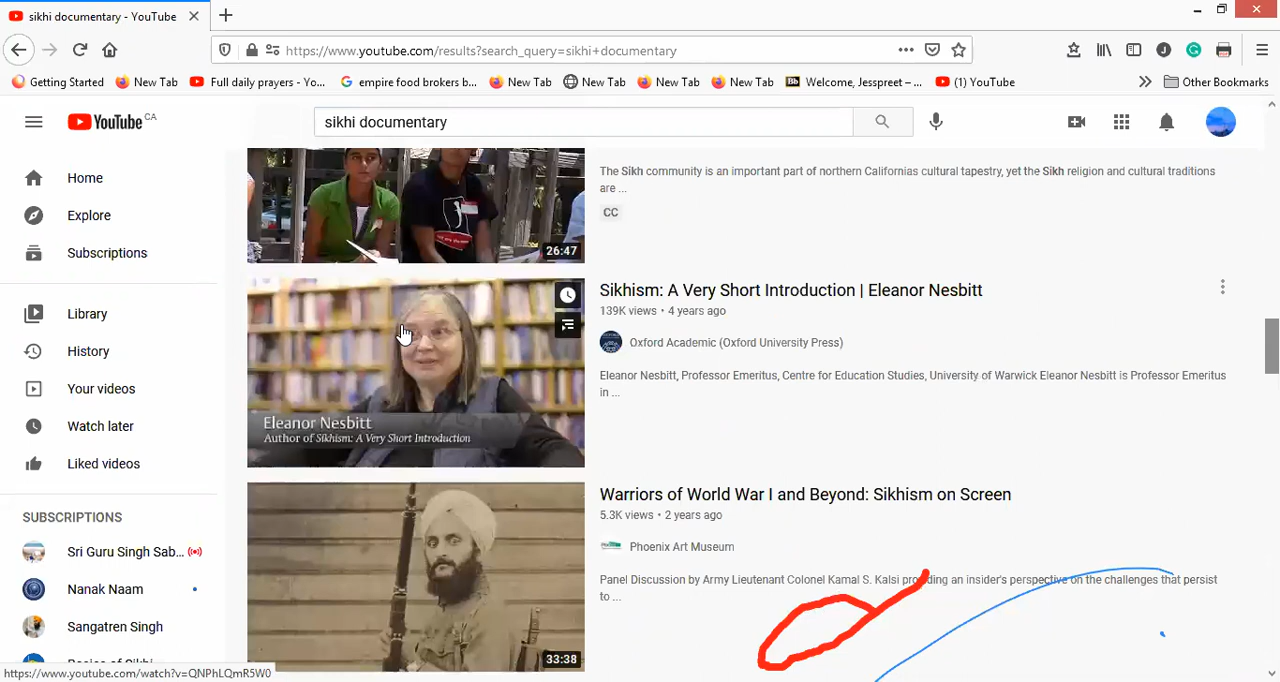 sikhi documentary - YouTube
https://www.youtube.com/results?search_query=sikhi+documentary
Getting Started New Tab Full daily prayers - Yo... empire food brokers b... New Tab New Tab New Tab New Tab Bb Welcome, Jesspreet – ... (1) YouTube Other Bookmarks
YouTube CA
sikhi documentary
Home
Explore
Subscriptions
Library
History
Your videos
Watch later
Liked videos
SUBSCRIPTIONS
Sri Guru Singh Sab...
Nanak Naam
Sangatren Singh
Basics of Sikhi
The Sikh community is an important part of northern Californias cultural tapestry, yet the Sikh religion and cultural traditions
are ...
CC
26:47
Sikhism: A Very Short Introduction | Eleanor Nesbitt
139K views • 4 years ago
Oxford Academic (Oxford University Press)
Eleanor Nesbitt, Professor Emeritus, Centre for Education Studies, University of Warwick Eleanor Nesbitt is Professor Emeritus
in ...
Eleanor Nesbitt
Author of Sikhism: A Very Short Introduction
Warriors of World War I and Beyond: Sikhism on Screen
5.3K views • 2 years ago
Phoenix Art Museum
Panel Discussion by Army Lieutenant Colonel Kamal S. Kalsi providing an insider's perspective on the challenges that persist
to ...
33:38
https://www.youtube.com/watch?v=QNPhLQmR5W0